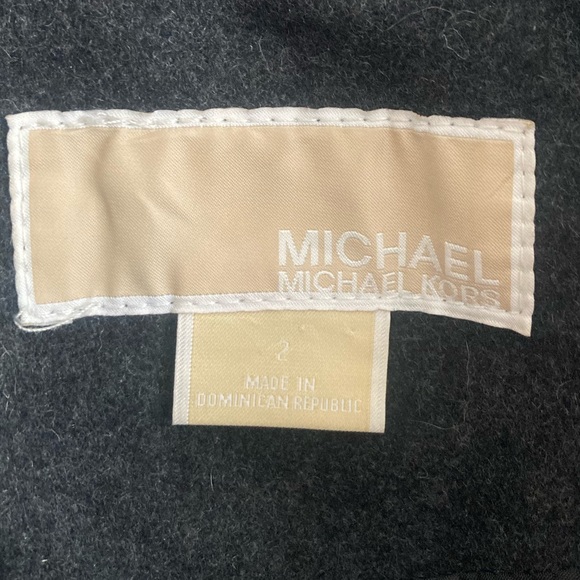 MICHAEL
MICHAEL KORS
2
MADE IN
DOMINICAN REPUBLIC